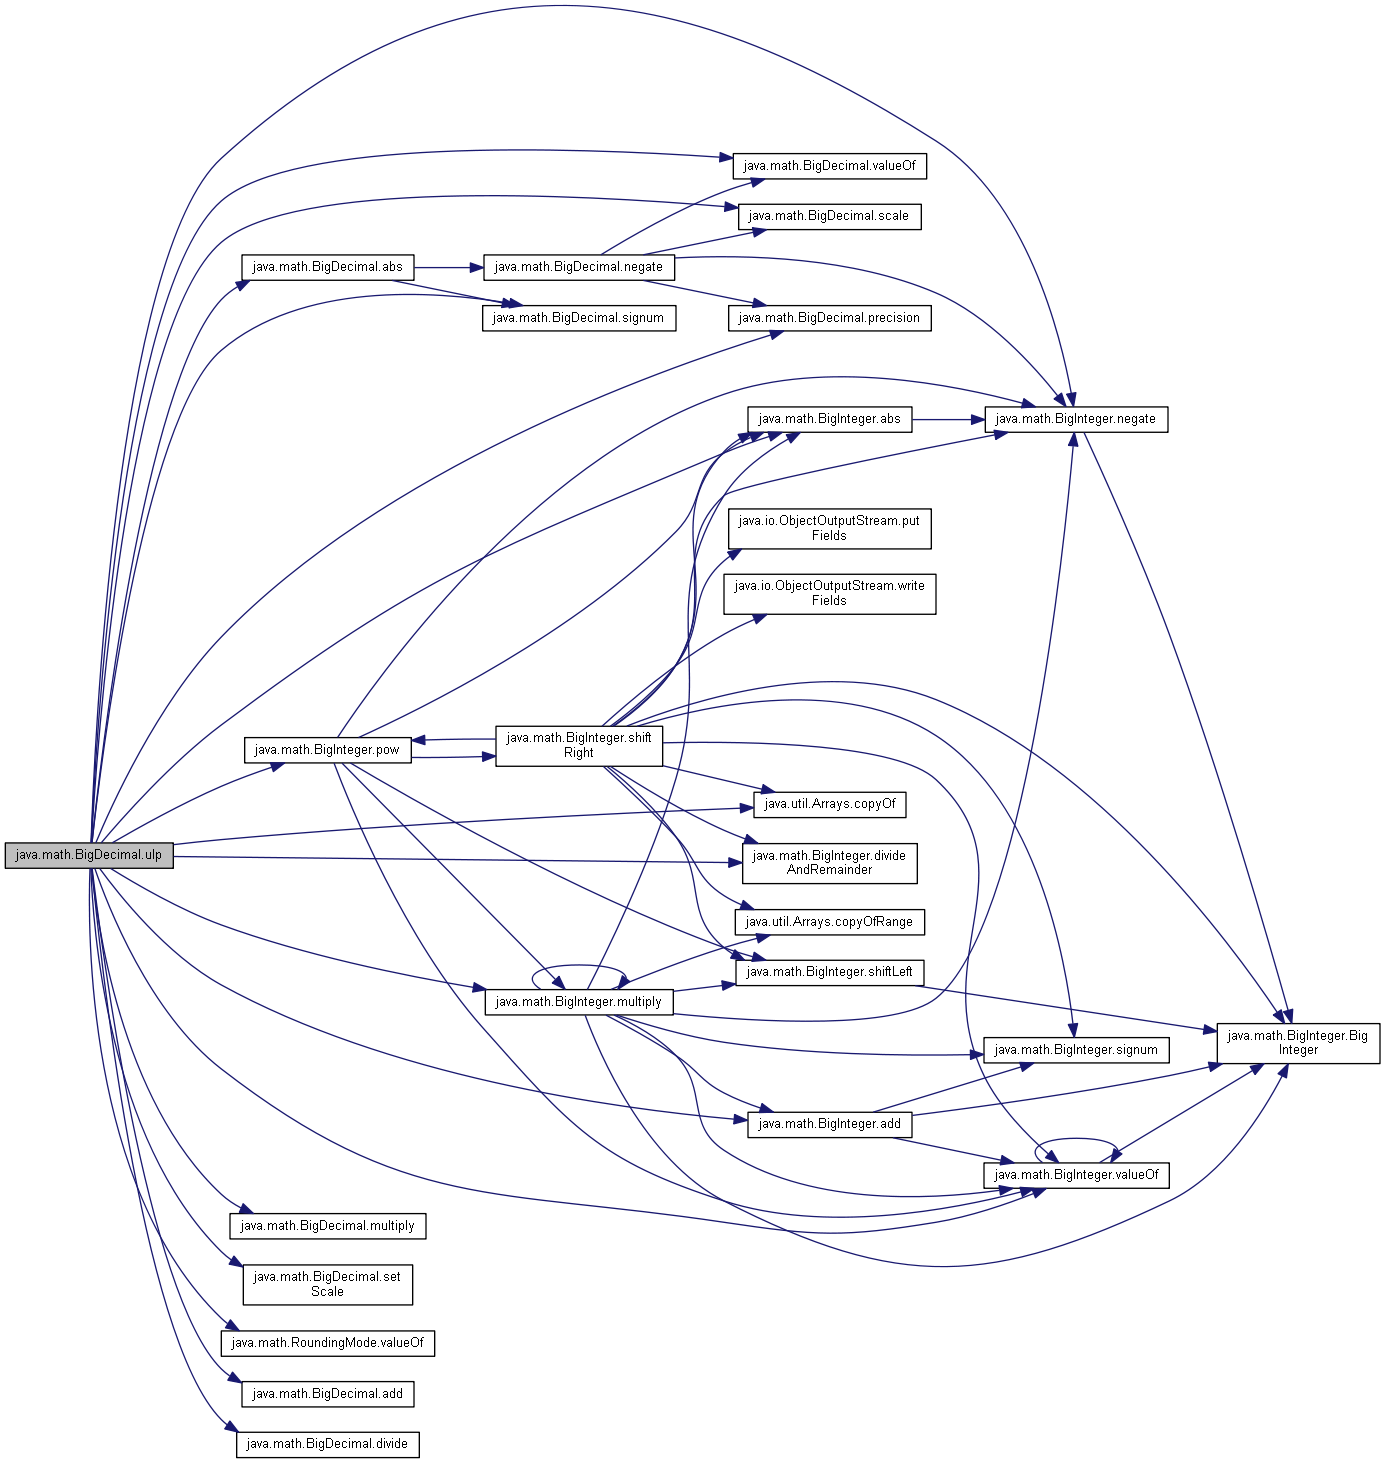 java.math.BigDecimal.valueOf
java.math.BigDecimal.scale
java.math.BigDecimal.abs
java.math.BigDecimal.negate
java.math.BigDecimal.signum
java.math.BigDecimal.precision
java.math.BigInteger.abs
java.math.BigInteger.negate
java.io.ObjectOutputStream.put
Fields
java.io.ObjectOutputStream.write
Fields
java.math.BigInteger.pow
java.math.BigInteger.shift
Right
java.util.Arrays.copyOf
java.math.BigDecimal.ulp
java.math.BigInteger.divide
AndRemainder
java.util.Arrays.copyOfRange
java.math.BigInteger.shiftLeft
java.math.BigInteger.multiply
java.math.BigInteger.signum
java.math.BigInteger.Big
Integer
java.math.BigInteger.add
java.math.BigInteger.valueOf
java.math.BigDecimal.multiply
java.math.BigDecimal.set
Scale
java.math.RoundingMode.valueOf
java.math.BigDecimal.add
java.math.BigDecimal.divide